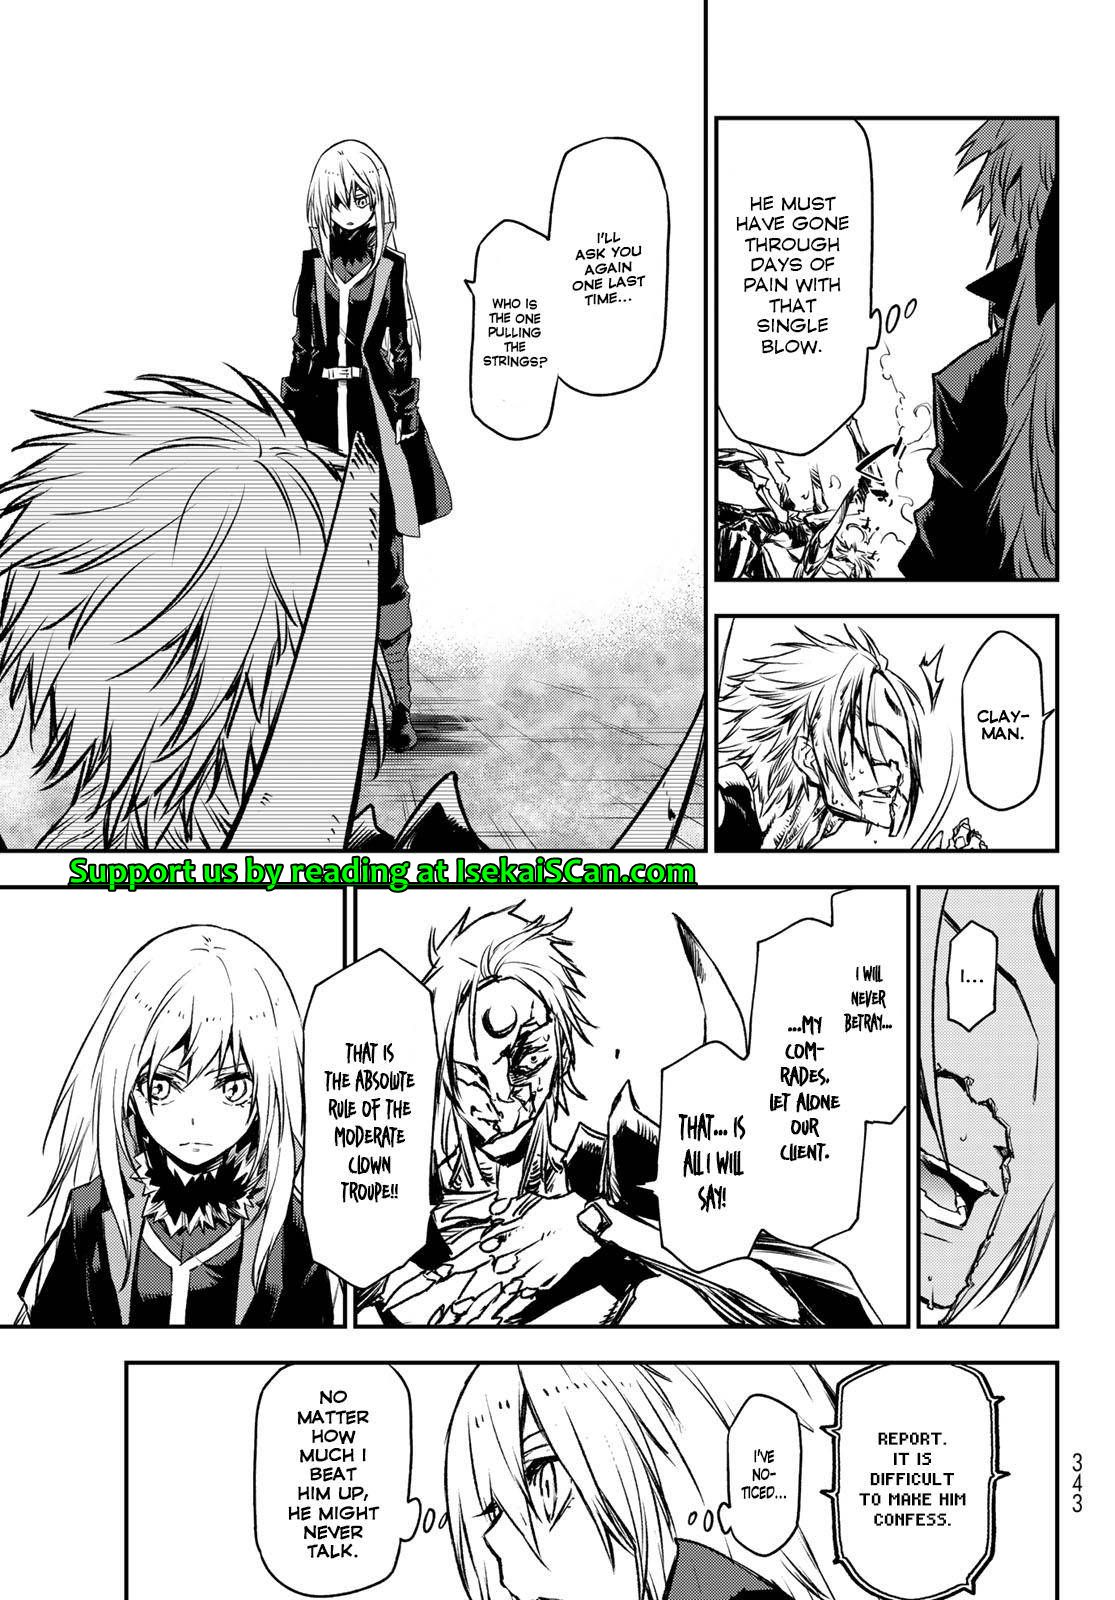 HE MUST
HAVE GONE
THROUGH
DAYS OF
PAIN WITH
THAT
SINGLE
BLOW.
I'LL
ASK YOU
AGAIN
ONE LAST
TIME...
WHO IS
THE ONE
PULLING
THE
STRINGS?
CLAY-
MAN.
Support us by reading at IsekaiSCan.com
I...
I WILL
NEVER
BETRAY...
...MY
COM-
RADES,
LET ALONE
OUR
CLIENT.
THAT... IS
ALL I WILL
SAY!
THAT IS
THE ABSOLUTE
RULE OF THE
MODERATE
CLOWN
TROUPE!!
REPORT.
IT IS
DIFFICULT
TO MAKE HIM
CONFESS.
I'VE
NO-
TICED...
NO
MATTER
HOW
MUCH I
BEAT
HIM UP,
HE MIGHT
NEVER
TALK.
343